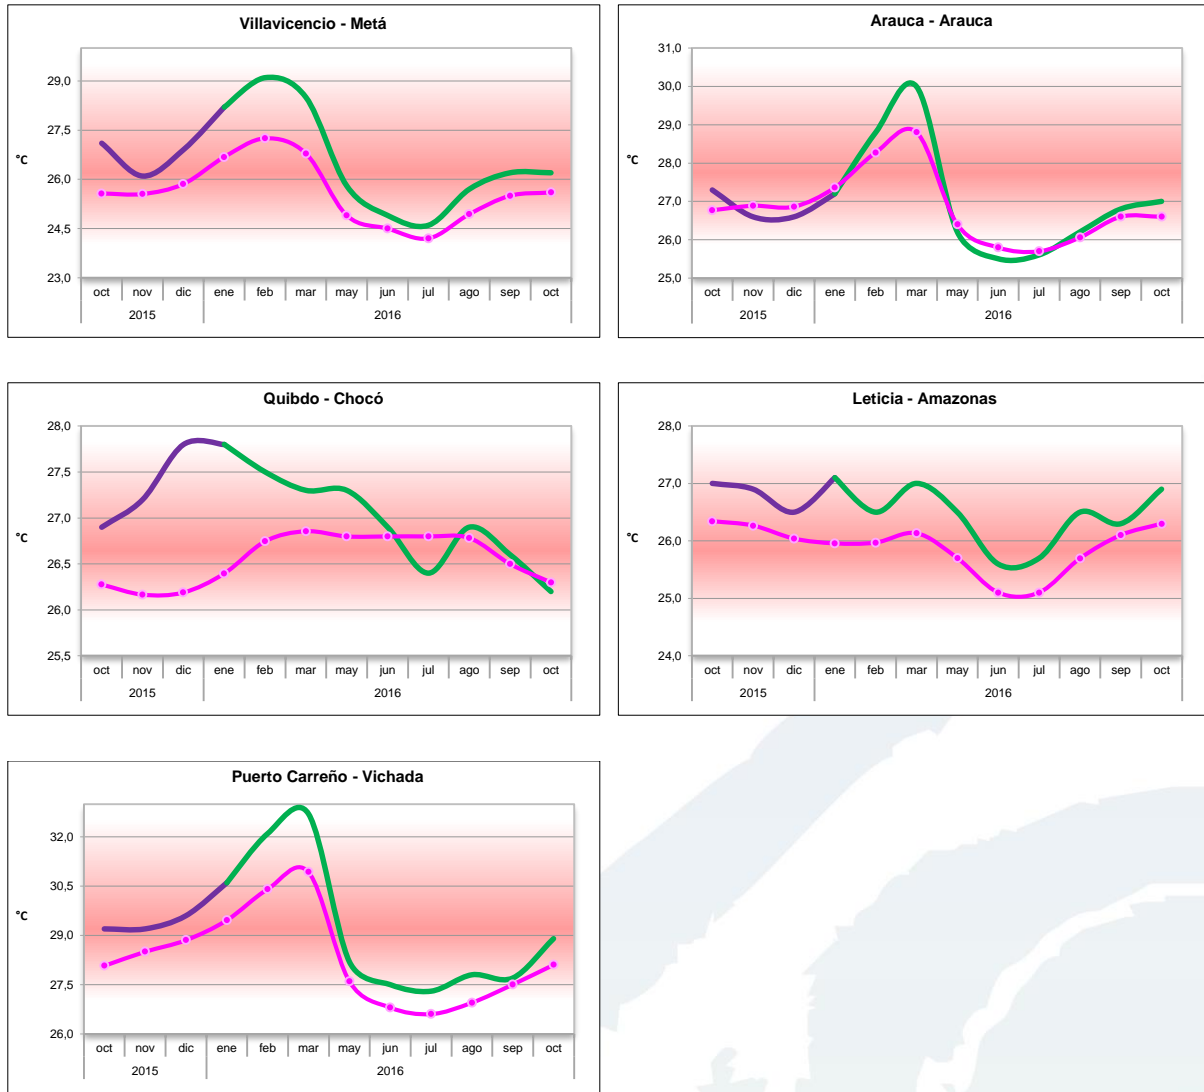 Villavicencio - Metá
29,0
27,5
°C
26,0
24,5
23,0
oct nov dic ene feb mar may jun jul ago sep oct
2015 2016
Arauca - Arauca
31,0
30,0
29,0
28,0
°C
27,0
26,0
25,0
oct nov dic ene feb mar may jun jul ago sep oct
2015 2016
Quibdo - Chocó
28,0
27,5
27,0
°C
26,5
26,0
25,5
oct nov dic ene feb mar may jun jul ago sep oct
2015 2016
Leticia - Amazonas
28,0
27,0
°C
26,0
25,0
24,0
oct nov dic ene feb mar may jun jul ago sep oct
2015 2016
Puerto Carreño - Vichada
32,0
30,5
°C
29,0
27,5
26,0
oct nov dic ene feb mar may jun jul ago sep oct
2015 2016